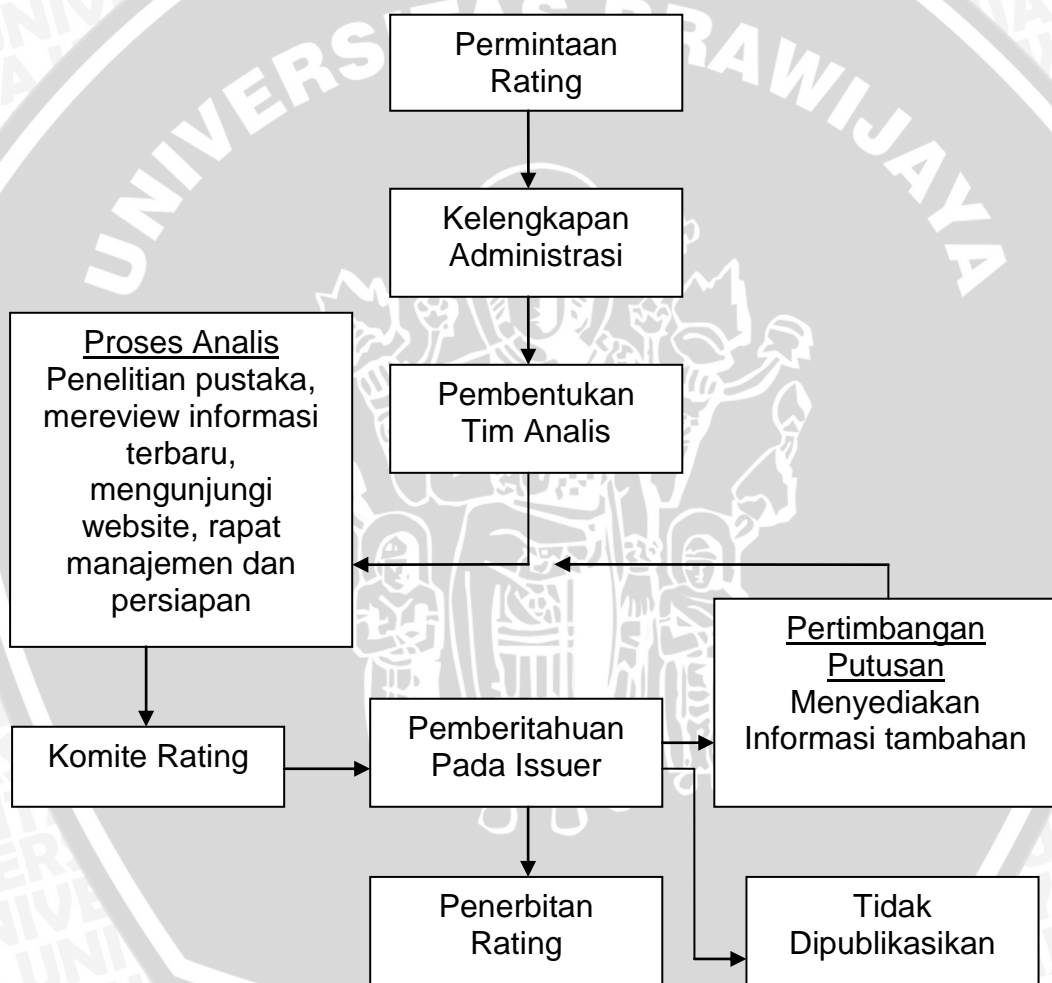 UNIVERSITAS BRAWIJAYA
Permintaan
Rating
Kelengkapan
Administrasi
Proses Analis
Penelitian pustaka,
mereview informasi
terbaru,
mengunjungi
website, rapat
manajemen dan
persiapan
Pembentukan
Tim Analis
Pertimbangan
Putusan
Menyediakan
Informasi tambahan
Komite Rating
Pemberitahuan
Pada Issuer
Penerbitan
Rating
Tidak
Dipublikasikan